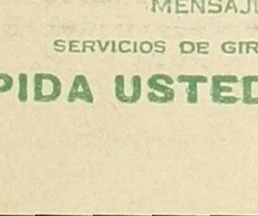 MENSAJ
SERVICIOS DE GIR
PIDA USTED